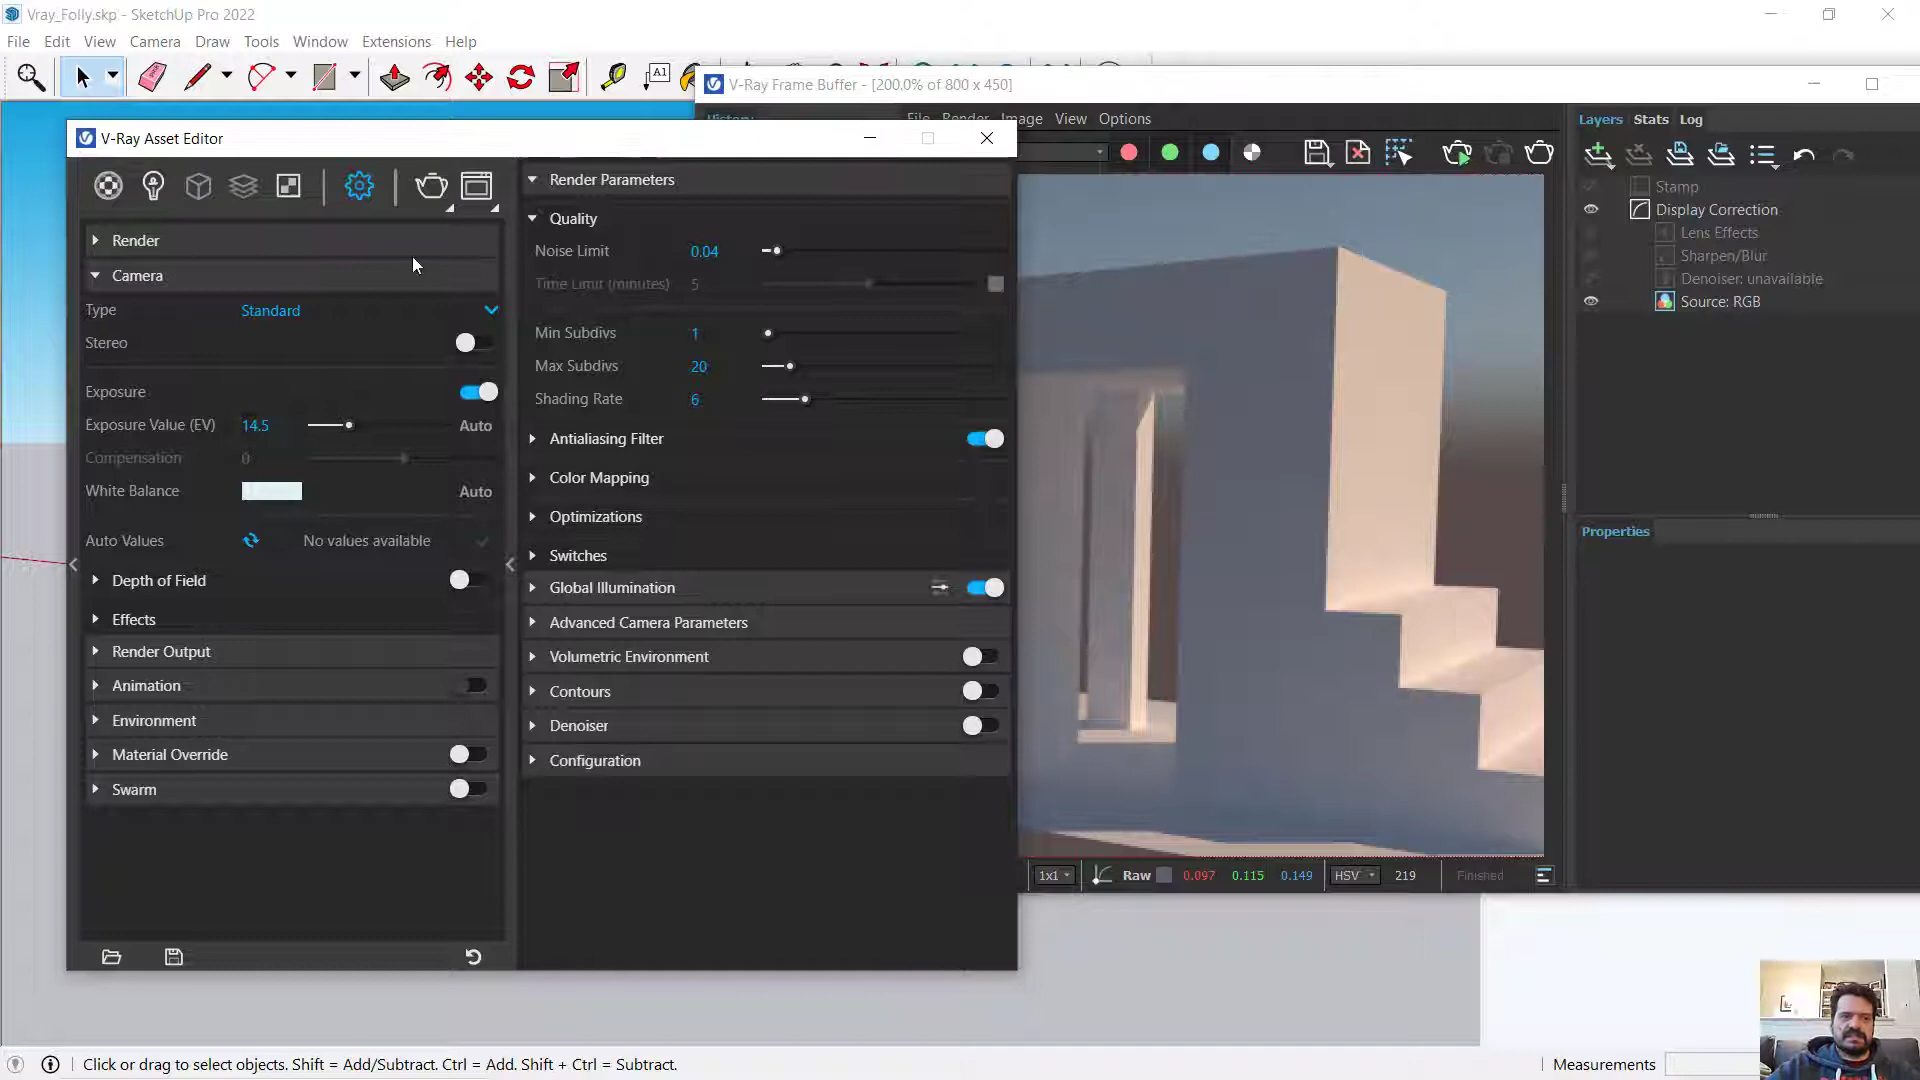 Vray_Folly.skp - SketchUp Pro 2022
File Edit View Camera Draw Tools Window Extensions Help
A1
V-Ray Frame Buffer - [200.0% of 800 x 450]
History
File Render Image View Options
Layers Stats Log
Stamp
Display Correction
Lens Effects
Sharpen/Blur
Denoiser: unavailable
Source: RGB
Properties
V-Ray Asset Editor
Render
Camera
Type Standard
Stereo
Exposure
Exposure Value (EV) 14.5 Auto
Compensation 0
White Balance Auto
Auto Values No values available
Depth of Field
Effects
Render Output
Animation
Environment
Material Override
Swarm
Render Parameters
Quality
Noise Limit 0.04
Time Limit (minutes) 5
Min Subdivs 1
Max Subdivs 20
Shading Rate 6
Antialiasing Filter
Color Mapping
Optimizations
Switches
Global Illumination
Advanced Camera Parameters
Volumetric Environment
Contours
Denoiser
Configuration
1x1 Raw 0.097 0.115 0.149 HSV 219 Finished
Click or drag to select objects. Shift = Add/Subtract. Ctrl = Add. Shift + Ctrl = Subtract.
Measurements